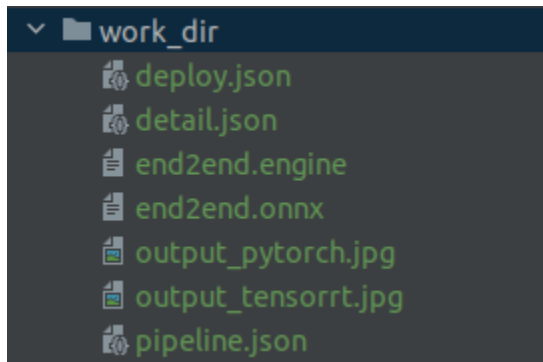 work_dir
deploy.json
detail.json
end2end.engine
end2end.onnx
output_pytorch.jpg
output_tensorrt.jpg
pipeline.json